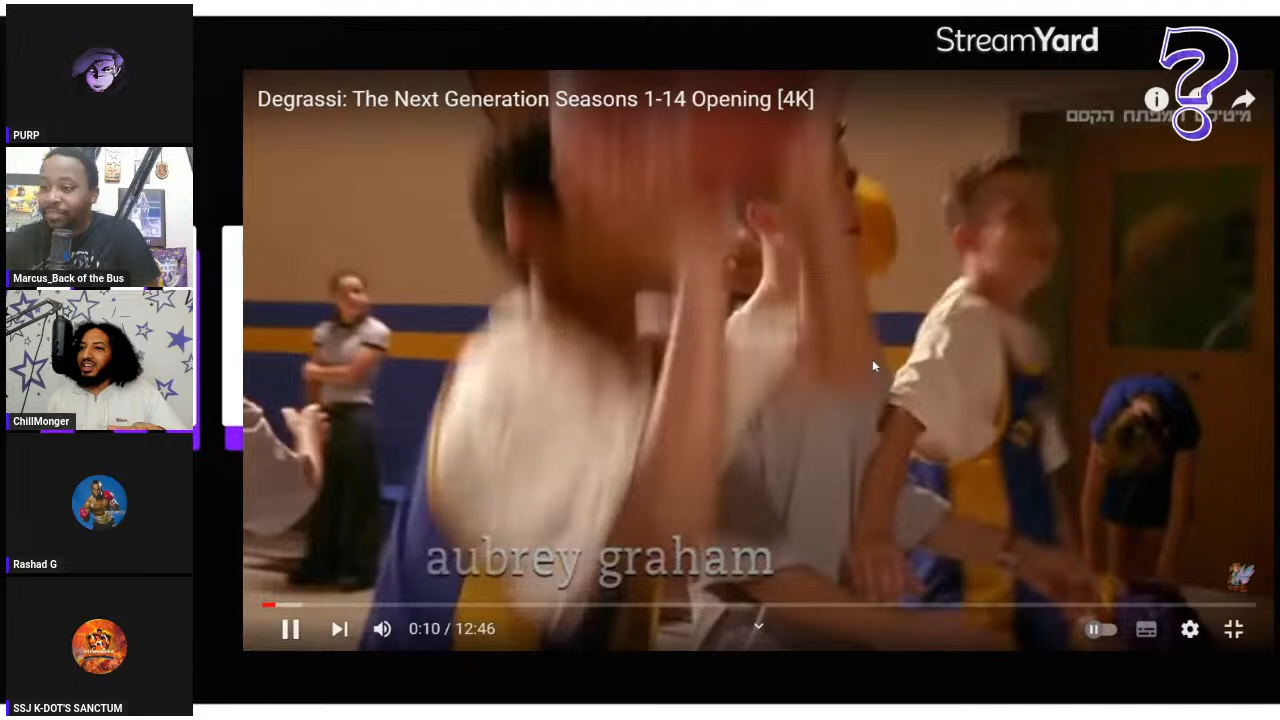 StreamYard
Degrassi: The Next Generation Seasons 1-14 Opening [4K]
?
PURP
Marcus_Back of the Bus
ChillMonger
aubrey graham
Rashad G
0:10 / 12:46
SSJ K-DOT'S SANCTUM